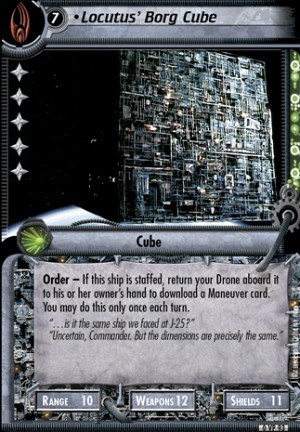 7 • Locutus' Borg Cube
Cube
Order – If this ship is staffed, return your Drone aboard it
to his or her owner's hand to download a Maneuver card.
You may do this only once each turn.
"…is it the same ship we faced at J-25?"
"Uncertain, Commander. But the dimensions are precisely the same."
RANGE 10 WEAPONS 12 SHIELDS 11